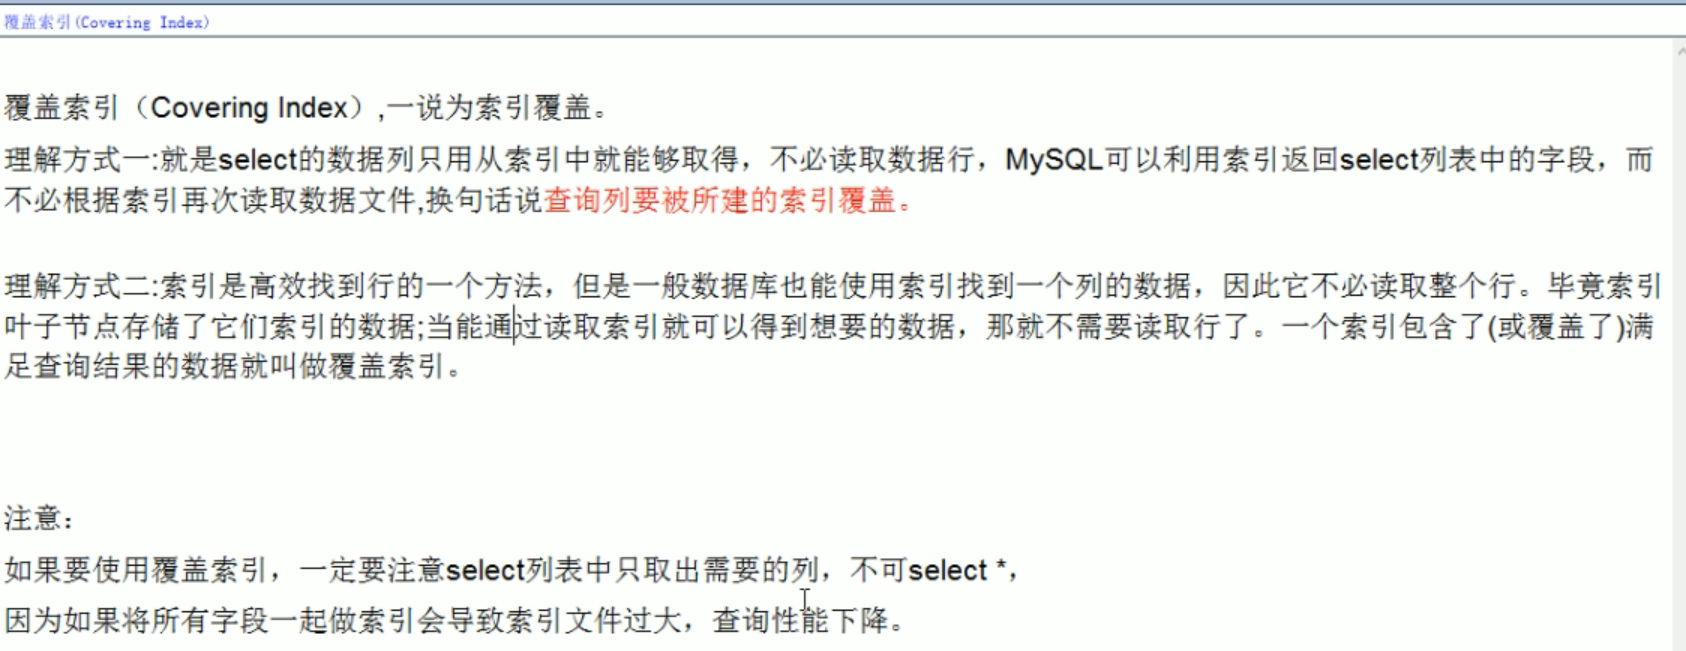 覆盖索引(Covering Index)
覆盖索引（Covering Index）,一说为索引覆盖。
理解方式一:就是select的数据列只用从索引中就能够取得，不必读取数据行，MySQL可以利用索引返回select列表中的字段，而
不必根据索引再次读取数据文件,换句话说查询列要被所建的索引覆盖。
理解方式二:索引是高效找到行的一个方法，但是一般数据库也能使用索引找到一个列的数据，因此它不必读取整个行。毕竟索引
叶子节点存储了它们索引的数据;当能通过读取索引就可以得到想要的数据，那就不需要读取行了。一个索引包含了(或覆盖了)满
足查询结果的数据就叫做覆盖索引。
注意：
如果要使用覆盖索引，一定要注意select列表中只取出需要的列，不可select *，
因为如果将所有字段一起做索引会导致索引文件过大，查询性能下降。